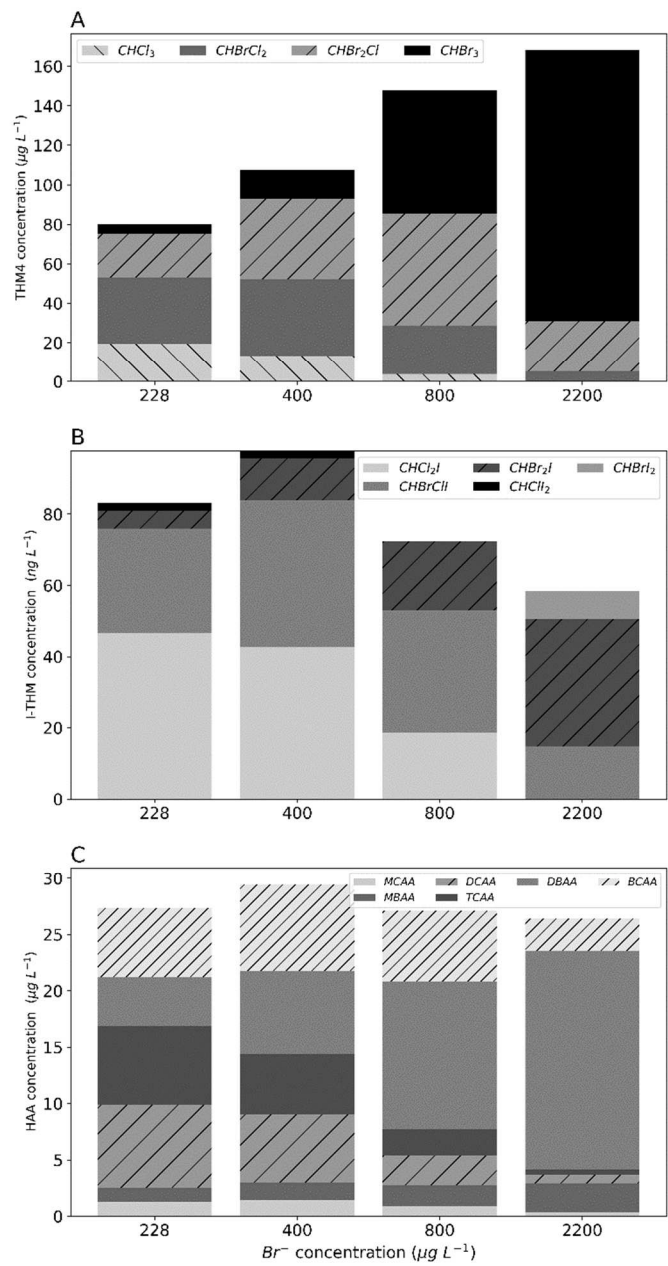 A
CHCl₃ CHBrCl₂ CHBr₂Cl CHBr₃
THM4 concentration (µg L⁻¹)
160
140
120
100
80
60
40
20
0
228 400 800 2200
B
CHCl₂I CHBr₂I CHBrI₂
CHBrClI CHClI₂
I-THM concentration (ng L⁻¹)
80
60
40
20
0
228 400 800 2200
C
MCAA DCAA DBAA BCAA
MBAA TCAA
HAA concentration (µg L⁻¹)
30
25
20
15
10
5
0
228 400 800 2200
Br⁻ concentration (µg L⁻¹)